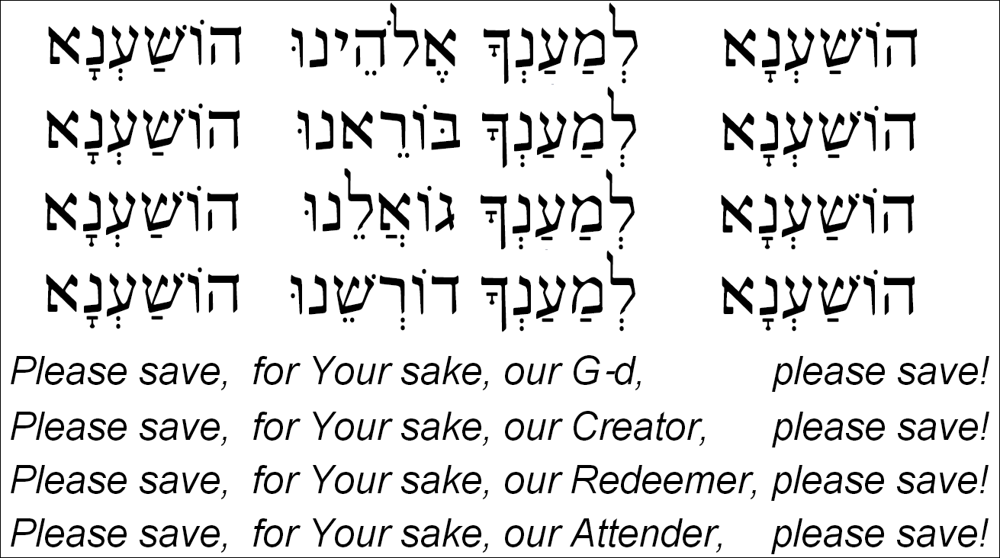 הוֹשַׁעְנָא לְמַעַנְךָ אֱלֹהֵינוּ הוֹשַׁעְנָא
הוֹשַׁעְנָא לְמַעַנְךָ בּוֹרֵאנוּ הוֹשַׁעְנָא
הוֹשַׁעְנָא לְמַעַנְךָ גּוֹאֲלֵנוּ הוֹשַׁעְנָא
הוֹשַׁעְנָא לְמַעַנְךָ דוֹרְשֵׁנוּ הוֹשַׁעְנָא
Please save, for Your sake, our G-d, please save!
Please save, for Your sake, our Creator, please save!
Please save, for Your sake, our Redeemer, please save!
Please save, for Your sake, our Attender, please save!